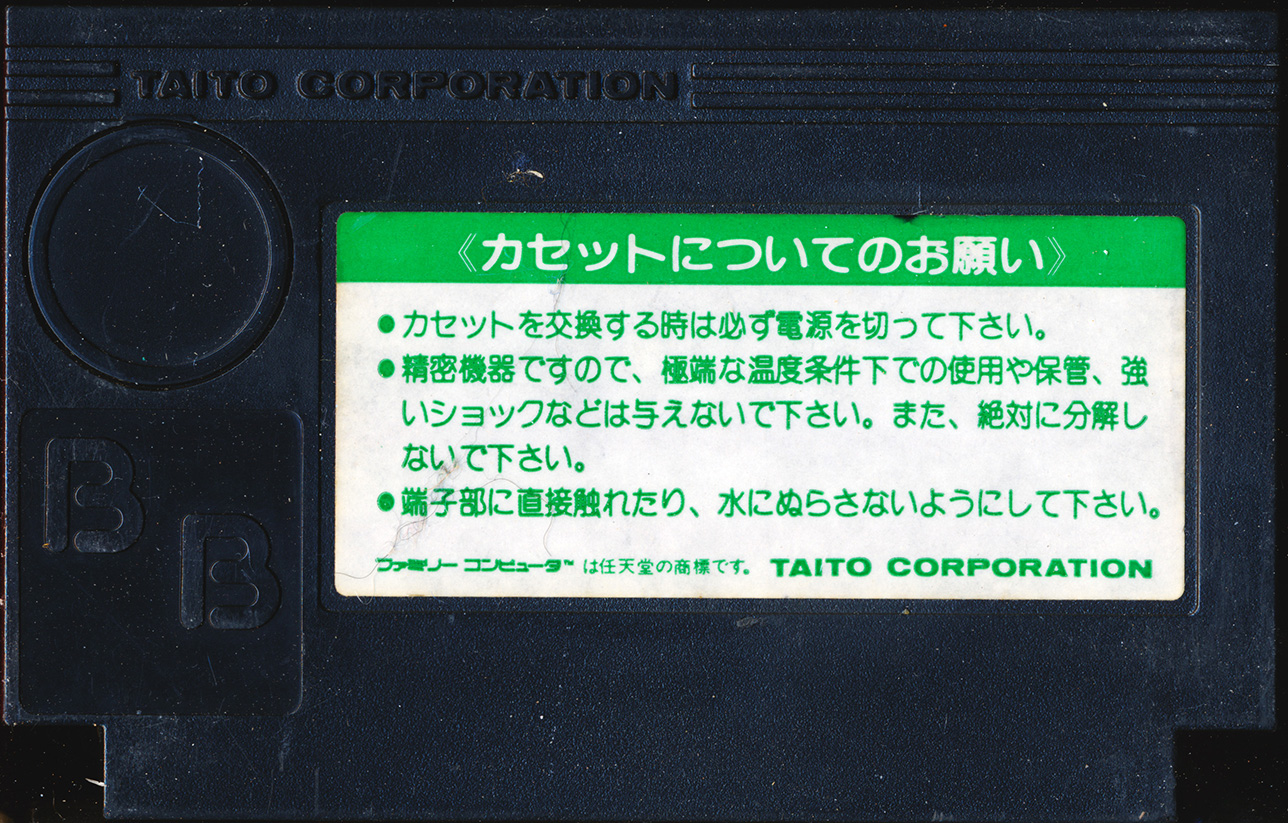 TAITO CORPORATION
《カセットについてのお願い》
●カセットを交換する時は必ず電源を切って下さい。
●精密機器ですので、極端な温度条件下での使用や保管、強
いショックなどは与えないで下さい。また、絶対に分解し
ないで下さい。
●端子部に直接触れたり、水にぬらさないようにして下さい。
ファミリー コンピュータ™ は任天堂の商標です。 TAITO CORPORATION
B
B